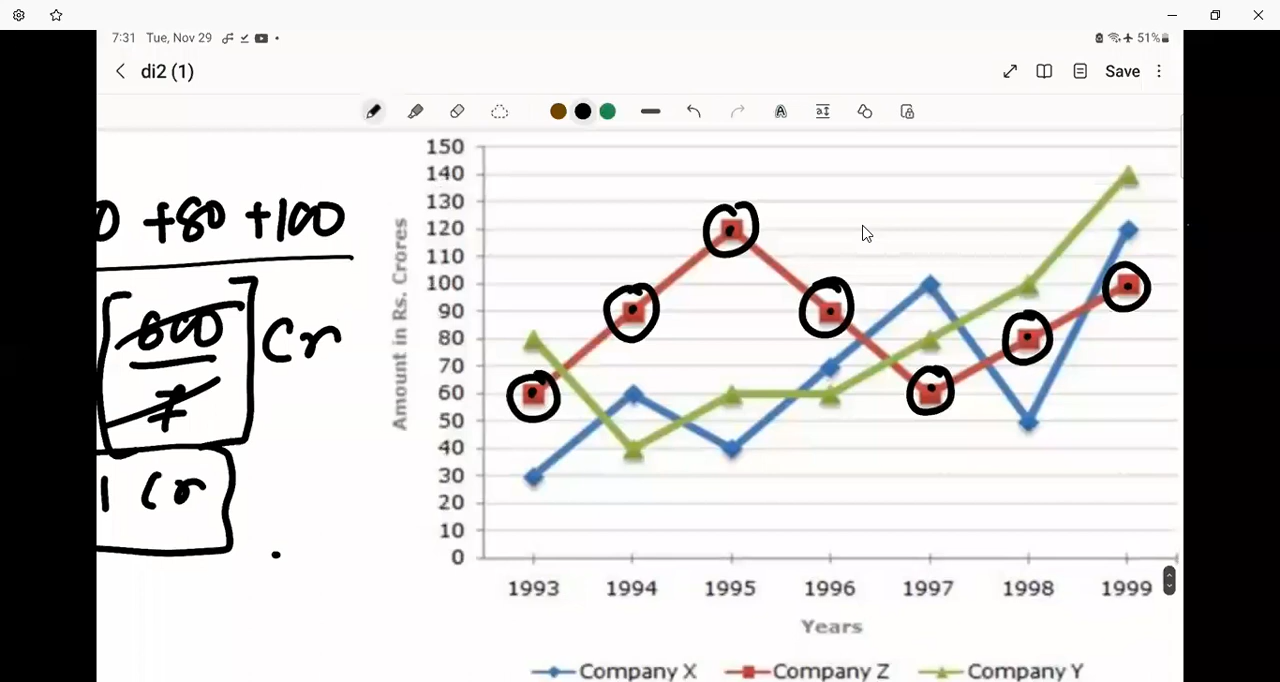 7:31 Tue, Nov 29
51%
di2 (1)
Save
0 +80 +100
600
7
Cr
1 Cr
Amount in Rs. Crores
150
140
130
120
110
100
90
80
70
60
50
40
30
20
10
0
1993 1994 1995 1996 1997 1998 1999
Years
Company X Company Z Company Y